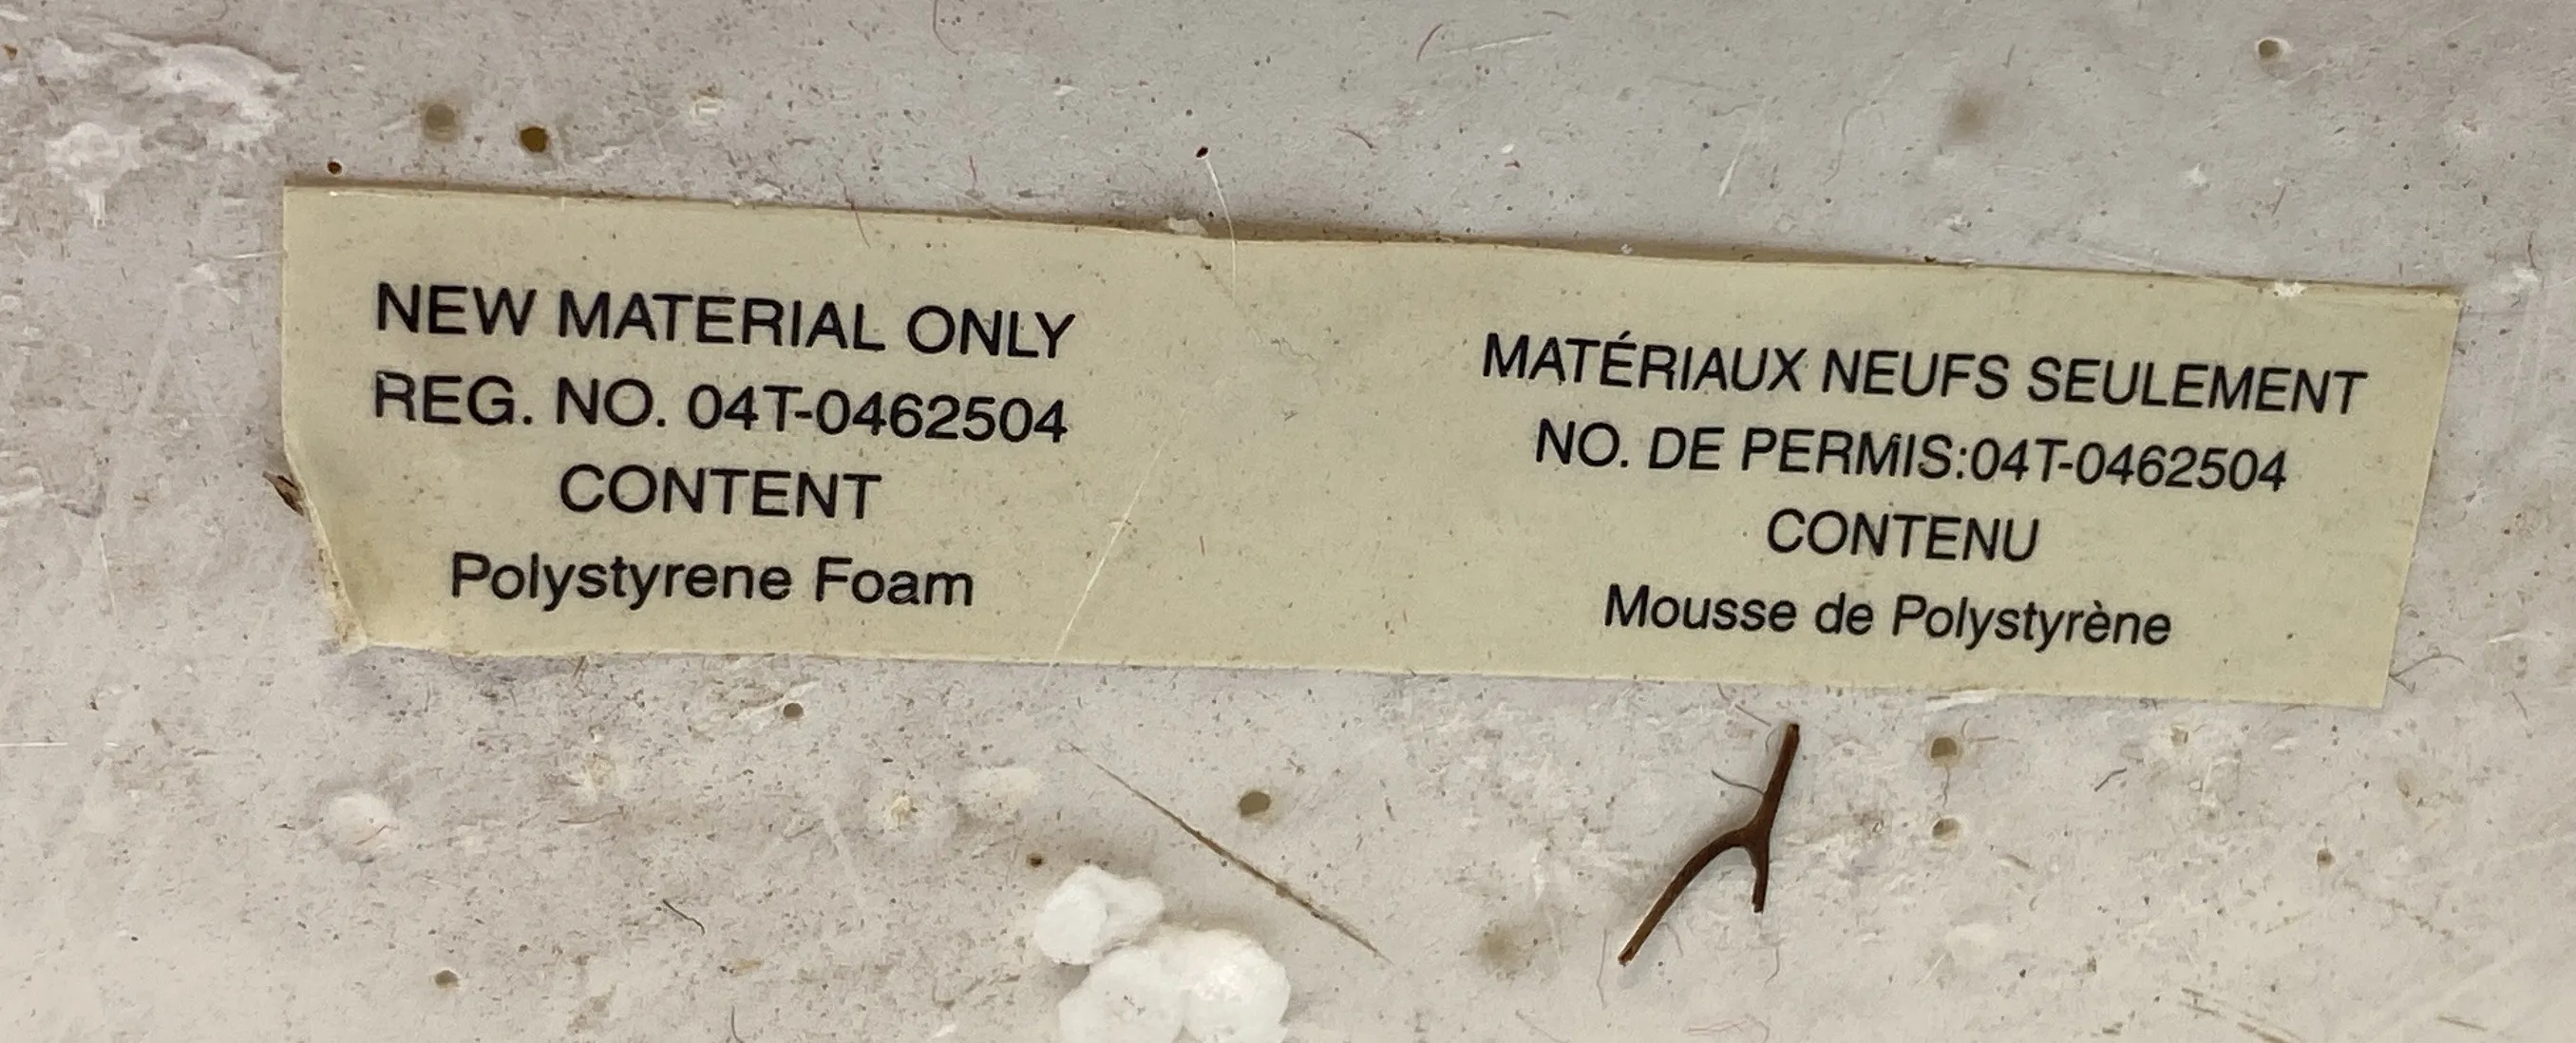 NEW MATERIAL ONLY
REG. NO. 04T-0462504
CONTENT
Polystyrene Foam
MATÉRIAUX NEUFS SEULEMENT
NO. DE PERMIS:04T-0462504
CONTENU
Mousse de Polystyrène